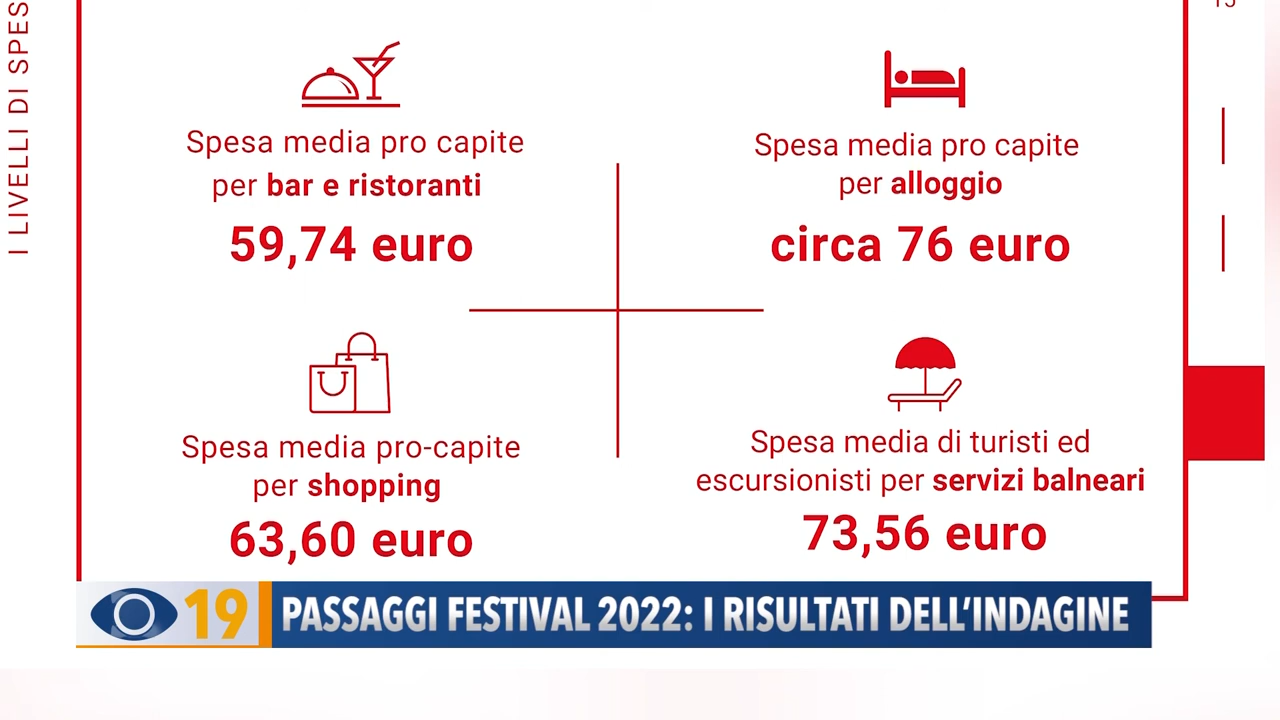 I LIVELLI DI SPES
Spesa media pro capite
per bar e ristoranti
59,74 euro
Spesa media pro capite
per alloggio
circa 76 euro
Spesa media pro-capite
per shopping
63,60 euro
Spesa media di turisti ed
escursionisti per servizi balneari
73,56 euro
19
PASSAGGI FESTIVAL 2022: I RISULTATI DELL'INDAGINE